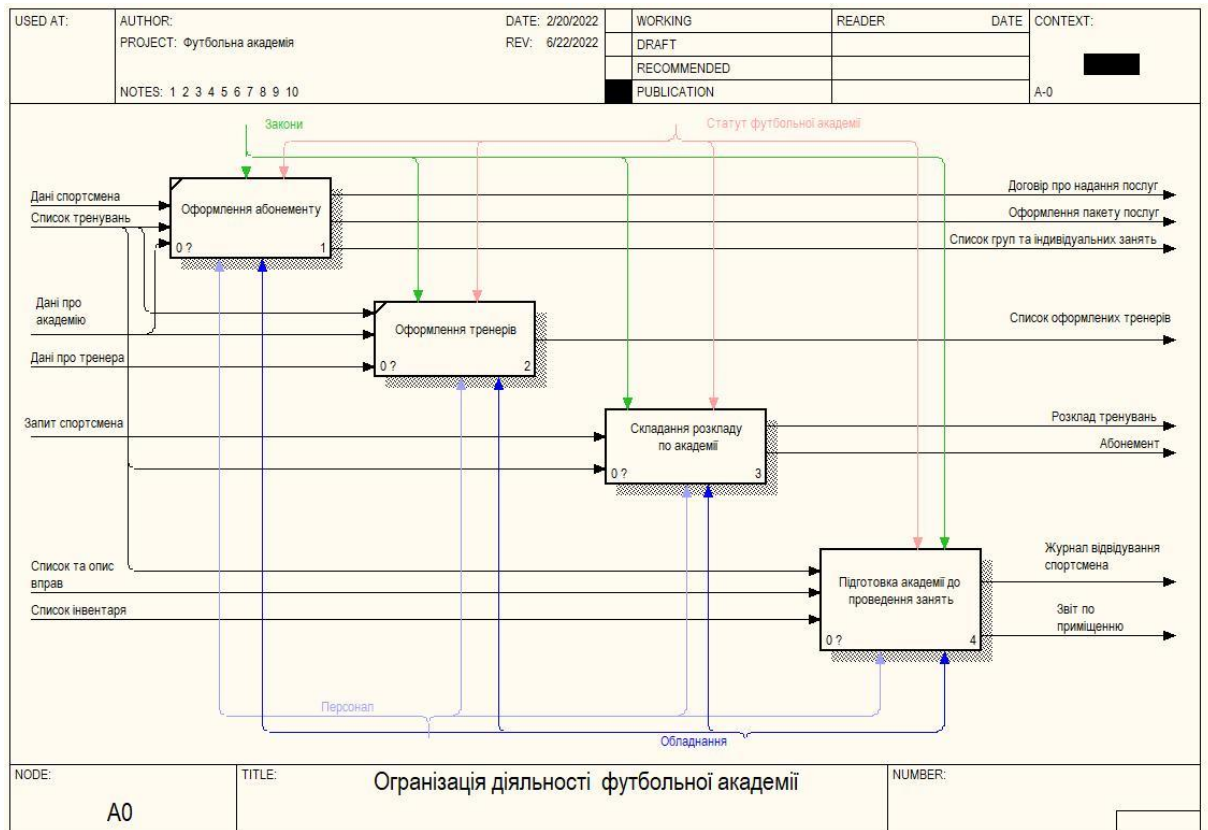 USED AT:
AUTHOR:
DATE: 2/20/2022
WORKING
READER
DATE
CONTEXT:
PROJECT: Футбольна академія
REV: 6/22/2022
DRAFT
RECOMMENDED
NOTES: 1 2 3 4 5 6 7 8 9 10
PUBLICATION
A-0
Закони
Статут футбольної академії
Дані спортсмена
Список тренувань
Оформлення абонементу
0 ?
1
Договір про надання послуг
Оформлення пакету послуг
Список груп та індивідуальних занять
Дані про
академію
Дані про тренера
Оформлення тренерів
0 ?
2
Список оформлених тренерів
Запит спортсмена
Складання розкладу
по академії
0 ?
3
Розклад тренувань
Абонемент
Список та опис
вправ
Список інвентаря
Підготовка академії до
проведення занять
0 ?
4
Журнал відвідування
спортсмена
Звіт по
приміщенню
Персонал
Обладнання
NODE:
A0
TITLE:
Огранізація діяльності футбольної академії
NUMBER: